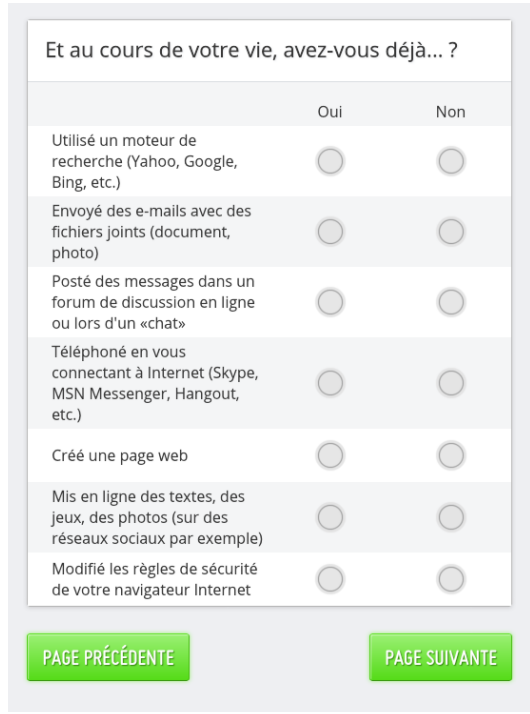 Et au cours de votre vie, avez-vous déjà... ?
Oui Non
Utilisé un moteur de
recherche (Yahoo, Google,
Bing, etc.)
Envoyé des e-mails avec des
fichiers joints (document,
photo)
Posté des messages dans un
forum de discussion en ligne
ou lors d'un «chat»
Téléphoné en vous
connectant à Internet (Skype,
MSN Messenger, Hangout,
etc.)
Créé une page web
Mis en ligne des textes, des
jeux, des photos (sur des
réseaux sociaux par exemple)
Modifié les règles de sécurité
de votre navigateur Internet
PAGE PRÉCÉDENTE PAGE SUIVANTE